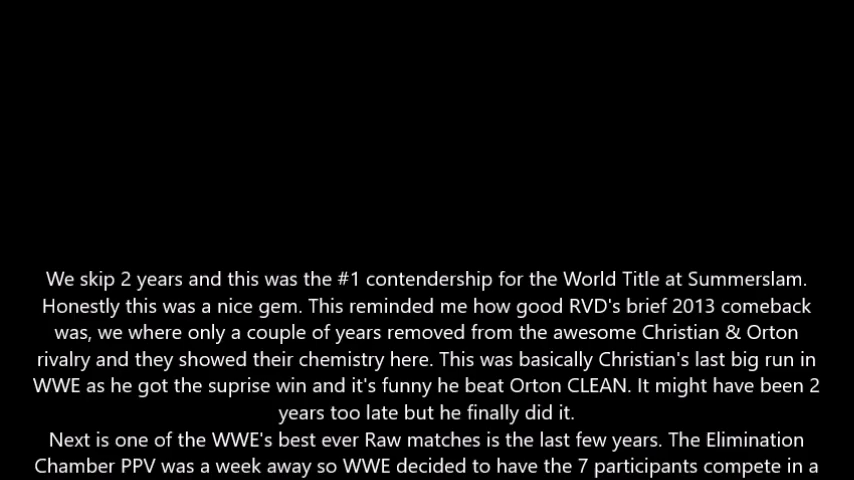 We skip 2 years and this was the #1 contendership for the World Title at Summerslam.
Honestly this was a nice gem. This reminded me how good RVD's brief 2013 comeback
was, we where only a couple of years removed from the awesome Christian & Orton
rivalry and they showed their chemistry here. This was basically Christian's last big run in
WWE as he got the suprise win and it's funny he beat Orton CLEAN. It might have been 2
years too late but he finally did it.
Next is one of the WWE's best ever Raw matches is the last few years. The Elimination
Chamber PPV was a week away so WWE decided to have the 7 participants compete in a